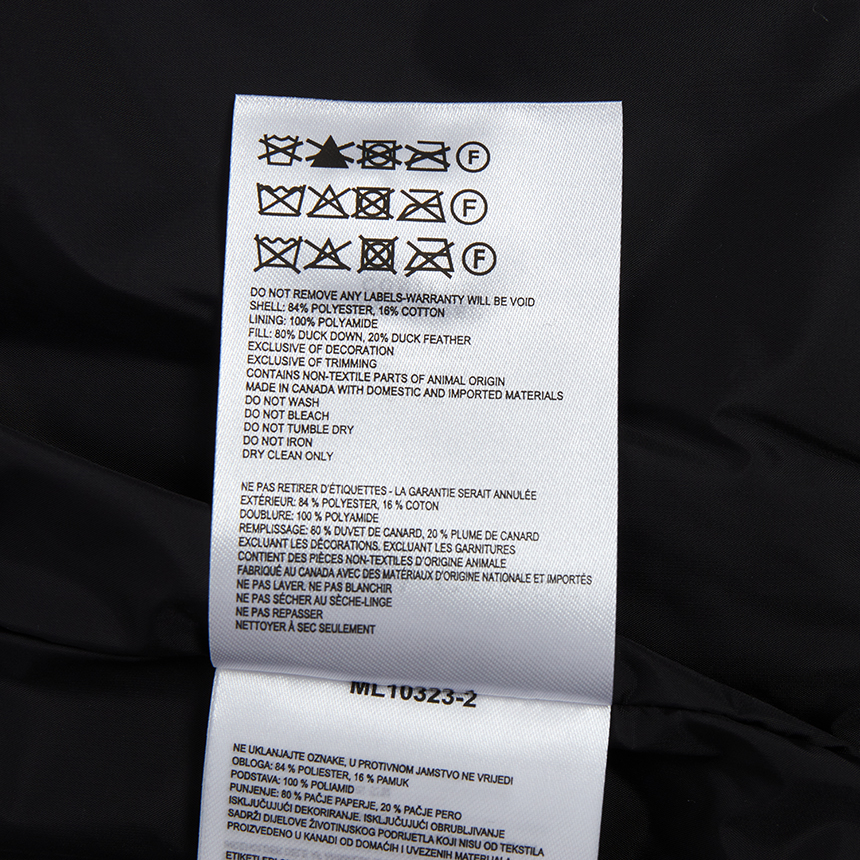 F
F
F
DO NOT REMOVE ANY LABELS-WARRANTY WILL BE VOID
SHELL: 84% POLYESTER, 16% COTTON
LINING: 100% POLYAMIDE
FILL: 80% DUCK DOWN, 20% DUCK FEATHER
EXCLUSIVE OF DECORATION
EXCLUSIVE OF TRIMMING
CONTAINS NON-TEXTILE PARTS OF ANIMAL ORIGIN
MADE IN CANADA WITH DOMESTIC AND IMPORTED MATERIALS
DO NOT WASH
DO NOT BLEACH
DO NOT TUMBLE DRY
DO NOT IRON
DRY CLEAN ONLY
NE PAS RETIRER D'ÉTIQUETTES - LA GARANTIE SERAIT ANNULÉE
EXTÉRIEUR: 84 % POLYESTER, 16 % COTON
DOUBLURE: 100 % POLYAMIDE
REMPLISSAGE: 80 % DUVET DE CANARD, 20 % PLUME DE CANARD
EXCLUANT LES DÉCORATIONS. EXCLUANT LES GARNITURES
CONTIENT DES PIÈCES NON-TEXTILES D'ORIGINE ANIMALE
FABRIQUÉ AU CANADA AVEC DES MATÉRIAUX D'ORIGINE NATIONALE ET IMPORTÉS
NE PAS LAVER. NE PAS BLANCHIR
NE PAS SÉCHER AU SÈCHE-LINGE
NE PAS REPASSER
NETTOYER À SEC SEULEMENT
ML10323-2
NE UKLANJAJTE OZNAKE, U PROTIVNOM JAMSTVO NE VRIJEDI
OBLOGA: 84 % POLIESTER, 16 % PAMUK
PODSTAVA: 100 % POLIAMID
PUNJENJE: 80 % PAČJE PAPERJE, 20 % PAČJE PERO
ISKLJUČUJUĆI DEKORIRANJE. ISKLJUČUJUĆI OBRUBLJIVANJE
SADRŽI DIJELOVE ŽIVOTINJSKOG PODRIJETLA KOJI NISU OD TEKSTILA
PROIZVEDENO U KANADI OD DOMAĆIH I UVEZENIH MATERIJALA